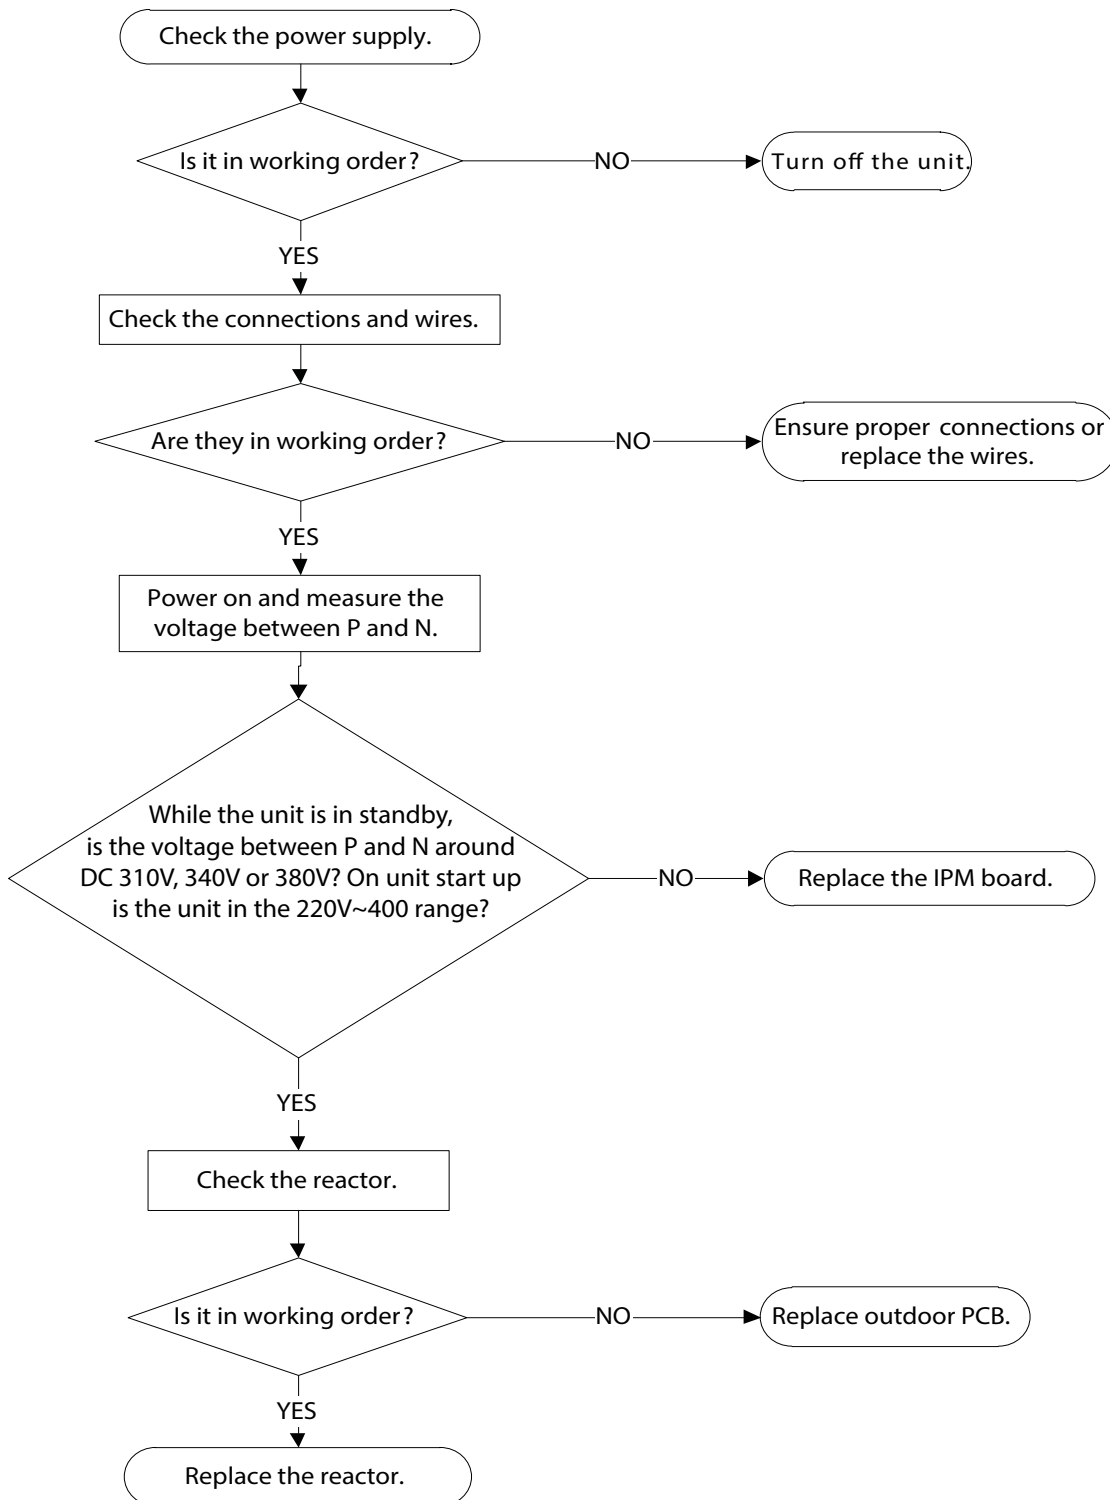 Check the power supply.
Is it in working order?
NO
Turn off the unit.
YES
Check the connections and wires.
Are they in working order?
NO
Ensure proper connections or
replace the wires.
YES
Power on and measure the
voltage between P and N.
While the unit is in standby,
is the voltage between P and N around
DC 310V, 340V or 380V? On unit start up
is the unit in the 220V~400 range?
NO
Replace the IPM board.
YES
Check the reactor.
Is it in working order?
NO
Replace outdoor PCB.
YES
Replace the reactor.